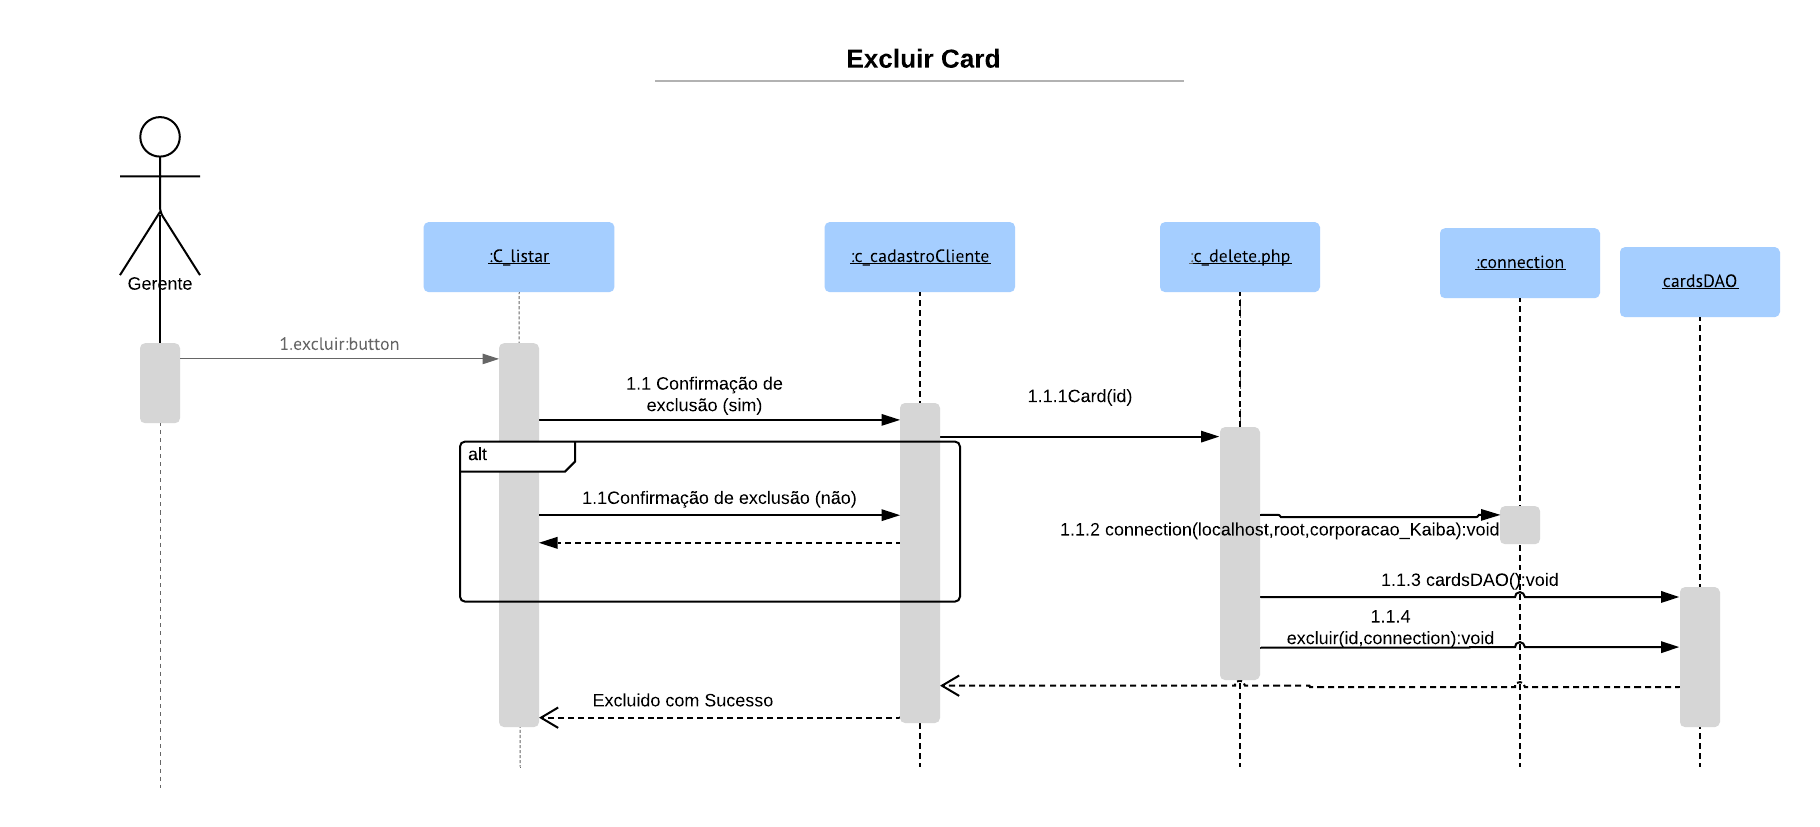 Excluir Card
Gerente
:C_listar
:c_cadastroCliente
:c_delete.php
:connection
cardsDAO
1.excluir:button
1.1 Confirmação de
exclusão (sim)
1.1.1Card(id)
alt
1.1Confirmação de exclusão (não)
1.1.2 connection(localhost,root,corporacao_Kaiba):void
1.1.3 cardsDAO():void
1.1.4
excluir(id,connection):void
Excluido com Sucesso